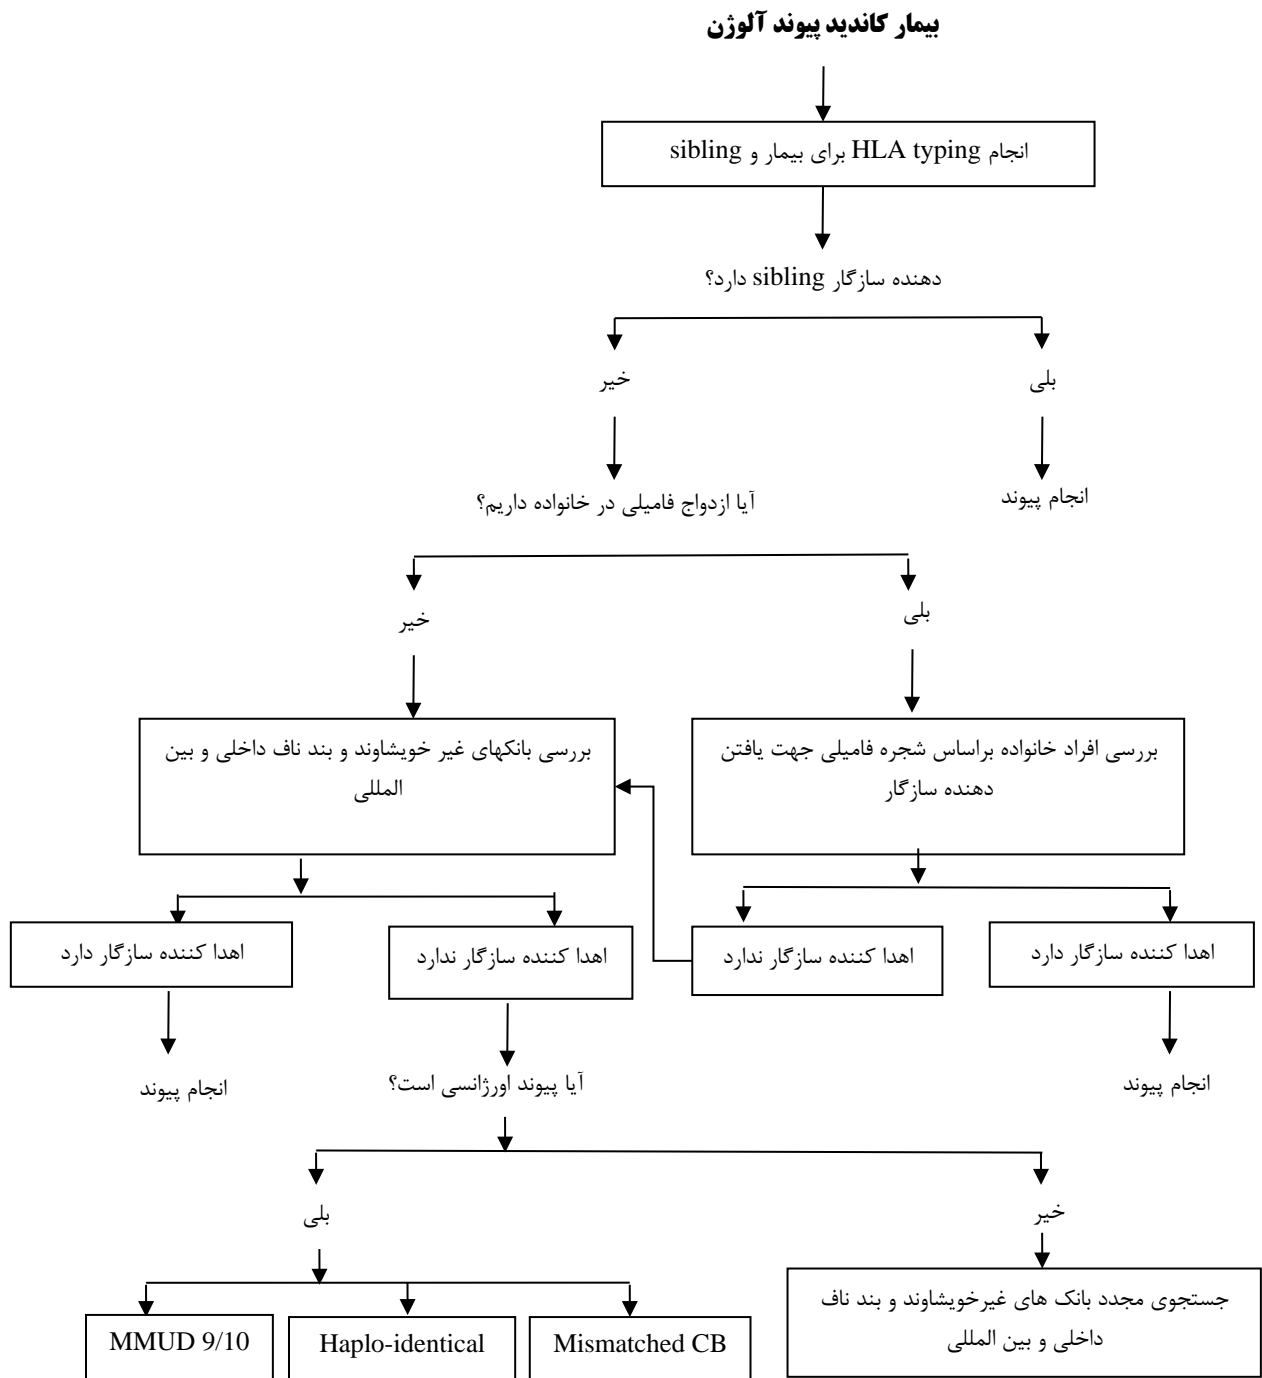 بیمار کاندید پیوند آلوژن
انجام HLA typing برای بیمار و sibling
دهنده سازگار sibling دارد؟
بلی
خیر
انجام پیوند
آیا ازدواج فامیلی در خانواده داریم؟
بلی
خیر
بررسی افراد خانواده براساس شجره فامیلی جهت یافتن
دهنده سازگار
بررسی بانکهای غیر خویشاوند و بند ناف داخلی و بین
المللی
اهدا کننده سازگار دارد
اهدا کننده سازگار ندارد
اهدا کننده سازگار ندارد
اهدا کننده سازگار دارد
انجام پیوند
آیا پیوند اورژانسی است؟
انجام پیوند
خیر
بلی
جستجوی مجدد بانک های غیرخویشاوند و بند ناف
داخلی و بین المللی
Mismatched CB
Haplo-identical
MMUD 9/10